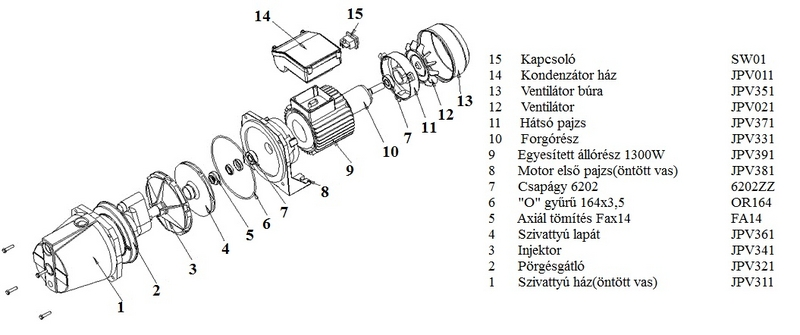 14
15
13
12
11
7
10
9
8
7
6
5
4
3
2
1
15 Kapcsoló SW01
14 Kondenzátor ház JPV011
13 Ventilátor búra JPV351
12 Ventilátor JPV021
11 Hátsó pajzs JPV371
10 Forgórész JPV331
9 Egyesített állórész 1300W JPV391
8 Motor első pajzs(öntött vas) JPV381
7 Csapágy 6202 6202ZZ
6 "O" gyűrű 164x3,5 OR164
5 Axiál tömítés Fax14 FA14
4 Szivattyú lapát JPV361
3 Injektor JPV341
2 Pörgésgátló JPV321
1 Szivattyú ház(öntött vas) JPV311